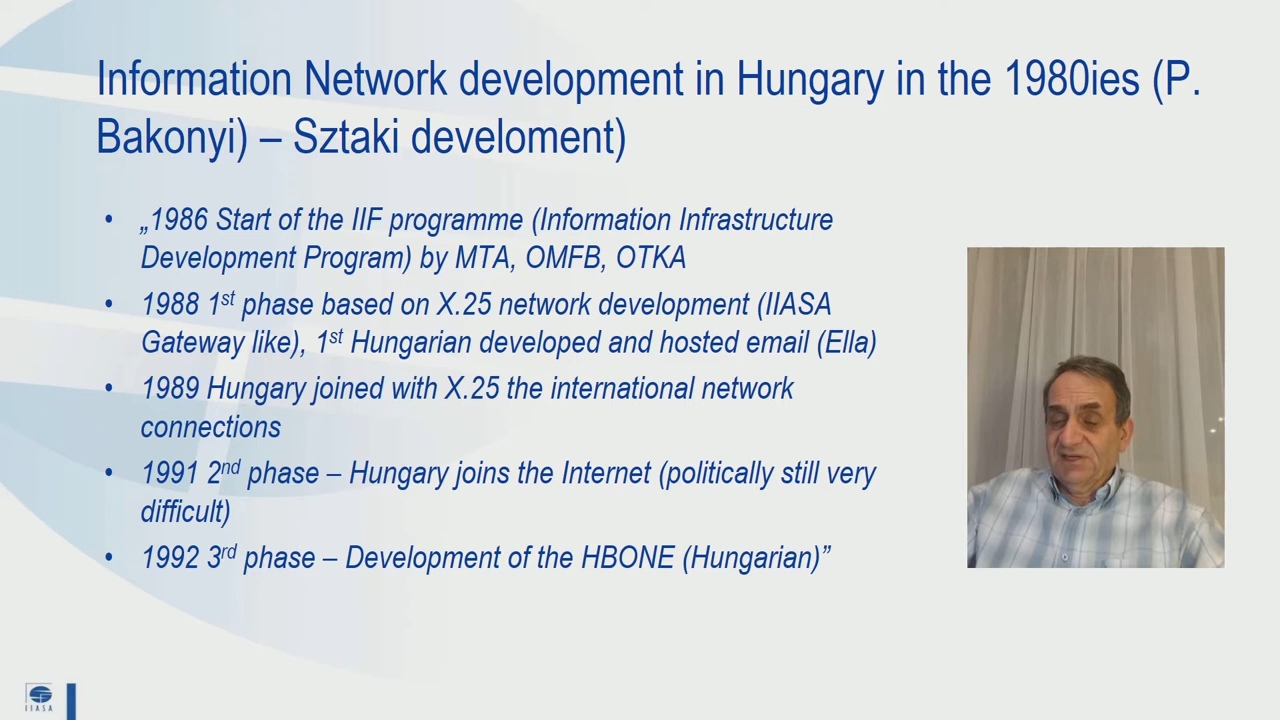 Information Network development in Hungary in the 1980ies (P.
Bakonyi) – Sztaki develoment)
• „1986 Start of the IIF programme (Information Infrastructure
Development Program) by MTA, OMFB, OTKA
• 1988 1st phase based on X.25 network development (IIASA
Gateway like), 1st Hungarian developed and hosted email (Ella)
• 1989 Hungary joined with X.25 the international network
connections
• 1991 2nd phase – Hungary joins the Internet (politically still very
difficult)
• 1992 3rd phase – Development of the HBONE (Hungarian)”
IIASA